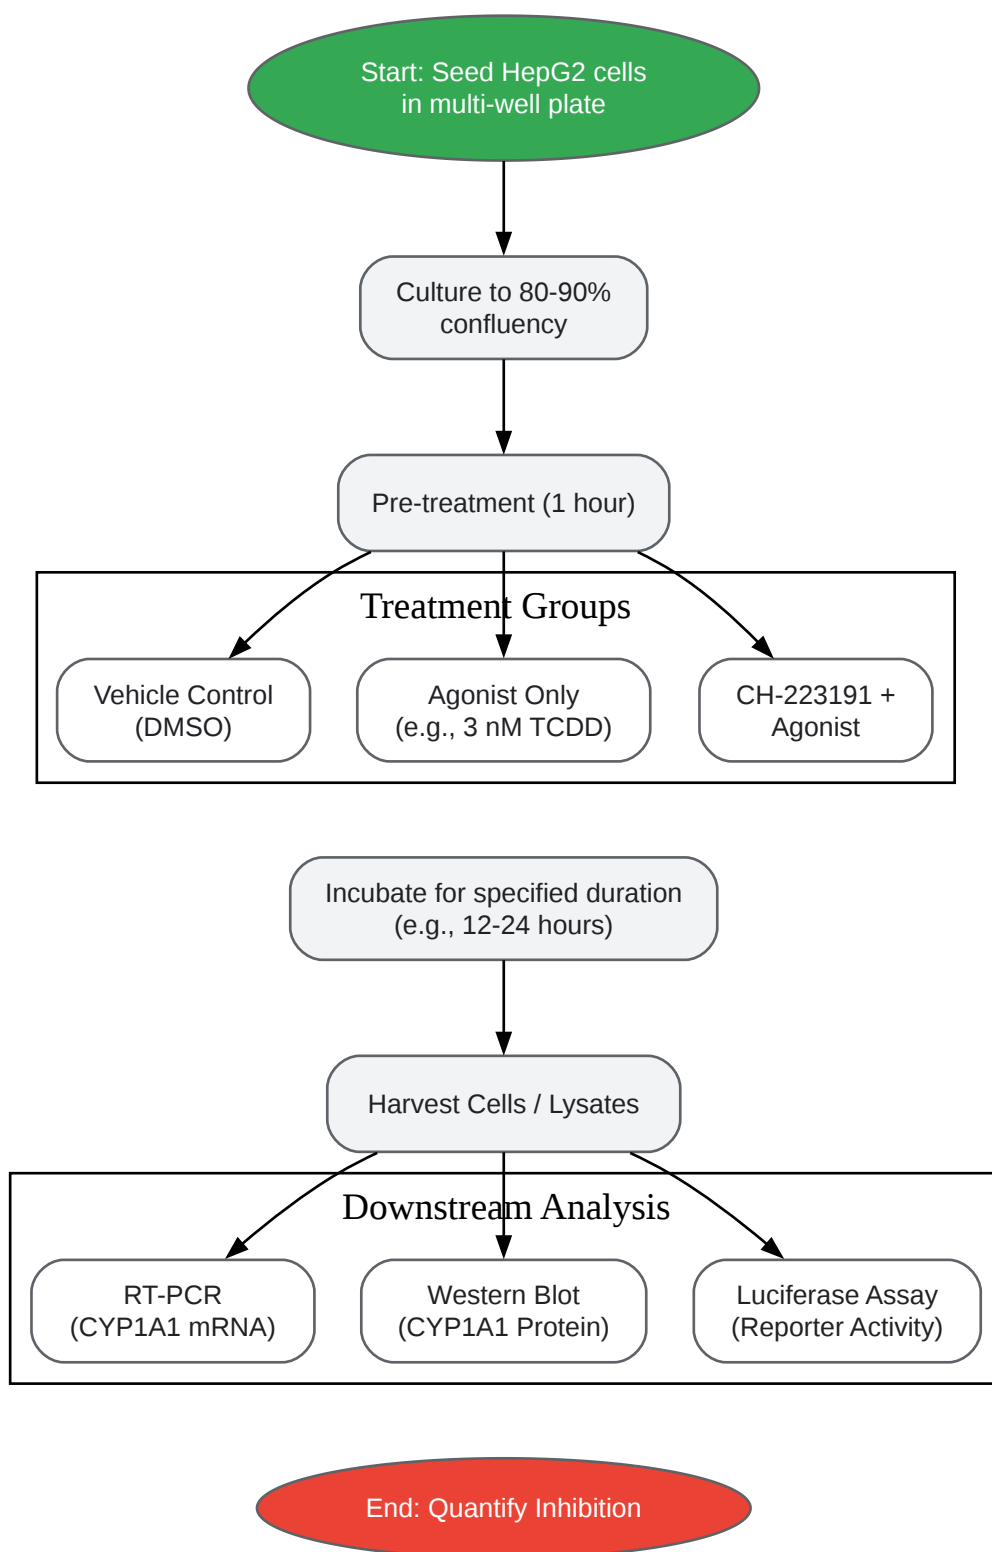 Start: Seed HepG2 cells
in multi-well plate
Culture to 80-90%
confluency
Pre-treatment (1 hour)
Treatment Groups
Vehicle Control
(DMSO)
Agonist Only
(e.g., 3 nM TCDD)
CH-223191 +
Agonist
Incubate for specified duration
(e.g., 12-24 hours)
Harvest Cells / Lysates
Downstream Analysis
RT-PCR
(CYP1A1 mRNA)
Western Blot
(CYP1A1 Protein)
Luciferase Assay
(Reporter Activity)
End: Quantify Inhibition